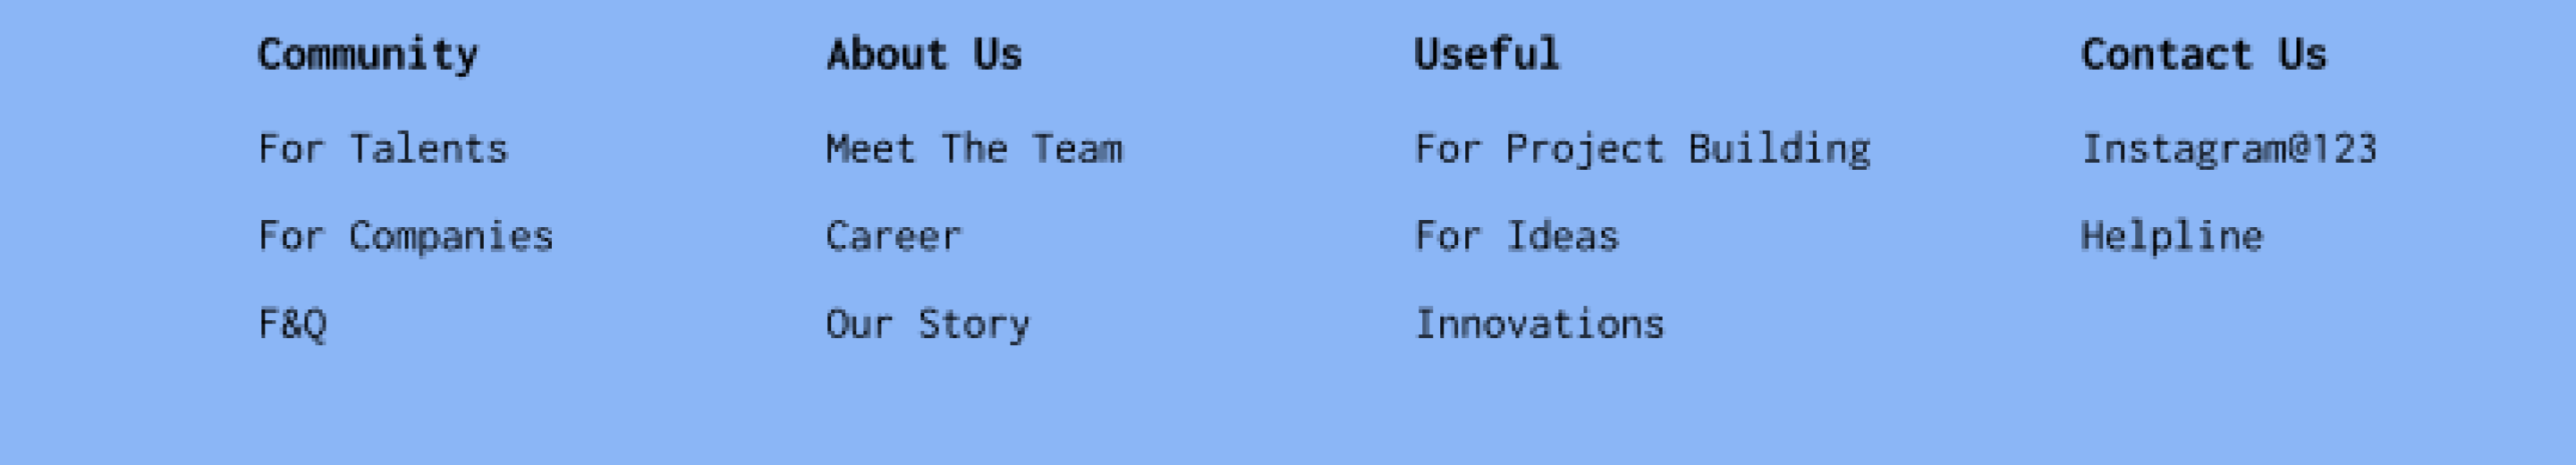 Community
For Talents
For Companies
F&Q
About Us
Meet The Team
Career
Our Story
Useful
For Project Building
For Ideas
Innovations
Contact Us
Instagram@123
Helpline